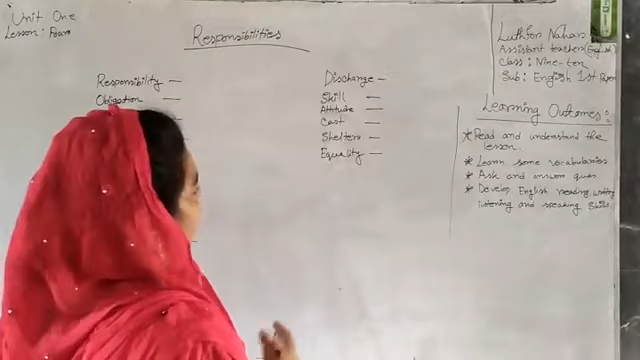 Unit One
Lesson: Four
Responsibilities
Responsibility —
Obligation —
Discharge —
Skill —
Attitude —
Cast —
Shelter —
Equality —
Luthfor Nahar
Assistant teacher (English)
Class: Nine-ten
Sub: English 1st Paper
Learning Outcomes:
* Read and understand the
lesson.
* Learn some vocabularies
* Ask and answer ques.
* Develop English reading, writing
listening and speaking skills.